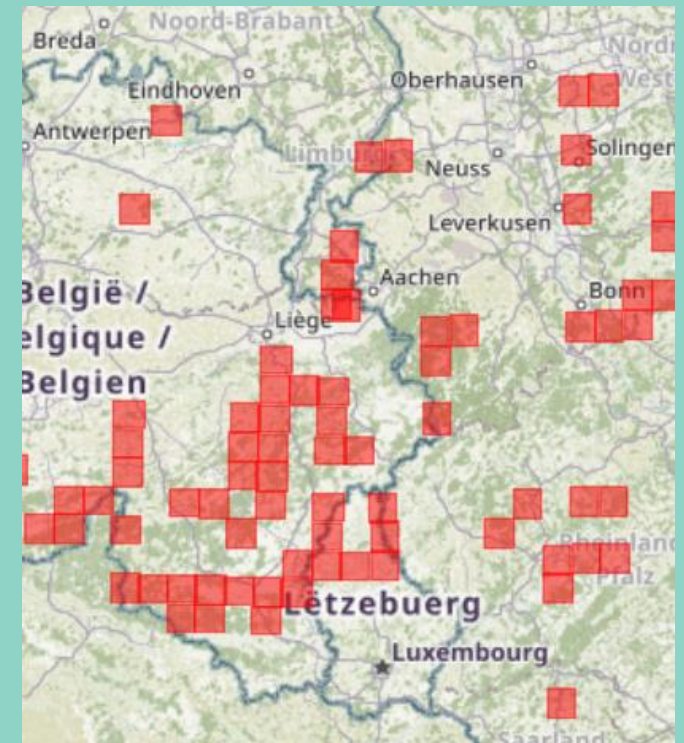 Noord-Brabant
Breda
Nordr
West
Oberhausen
Eindhoven
Antwerpen
Limburg
Solingen
Neuss
Leverkusen
België /
elgique /
Belgien
Aachen
Bonn
Liège
Rheinland
Pfalz
Lëtzebuerg
Luxembourg
Saarland